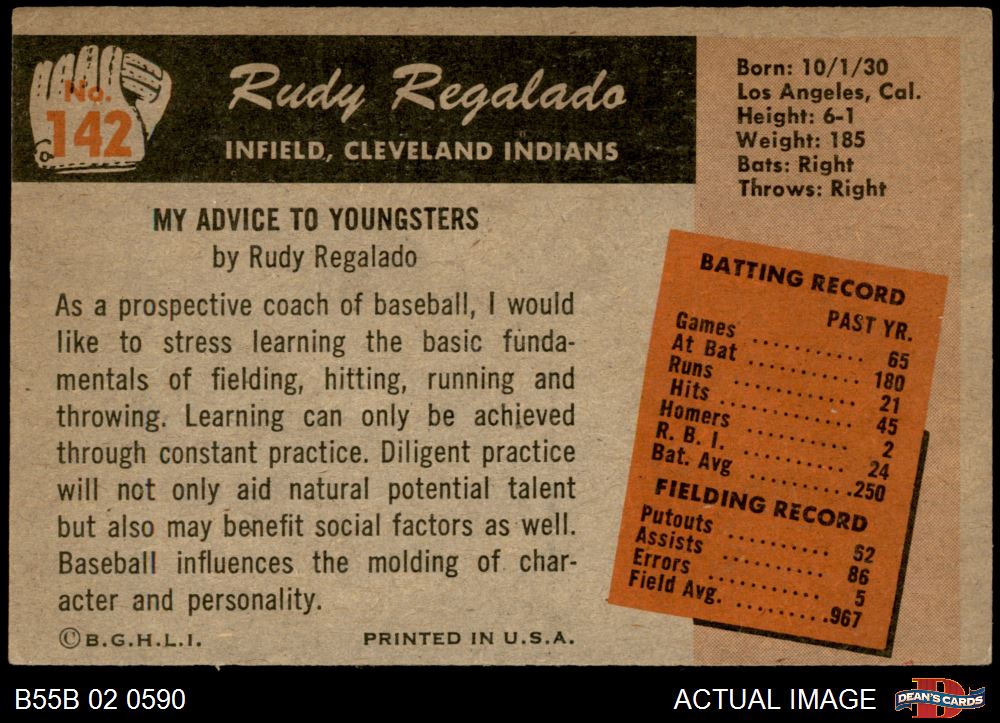 No.
142
Rudy Regalado
INFIELD, CLEVELAND INDIANS
Born: 10/1/30
Los Angeles, Cal.
Height: 6-1
Weight: 185
Bats: Right
Throws: Right
MY ADVICE TO YOUNGSTERS
by Rudy Regalado
As a prospective coach of baseball, I would
like to stress learning the basic funda-
mentals of fielding, hitting, running and
throwing. Learning can only be achieved
through constant practice. Diligent practice
will not only aid natural potential talent
but also may benefit social factors as well.
Baseball influences the molding of char-
acter and personality.
©B.G.H.L.I. PRINTED IN U.S.A.
BATTING RECORD
PAST YR.
Games ........... 65
At Bat ........... 180
Runs ........... 21
Hits ........... 45
Homers ........... 2
R. B. I. ........... 24
Bat. Avg ........... .250
FIELDING RECORD
Putouts ........... 52
Assists ........... 86
Errors ........... 5
Field Avg. ........... .967
B55B 02 0590
ACTUAL IMAGE
DEAN'S CARDS